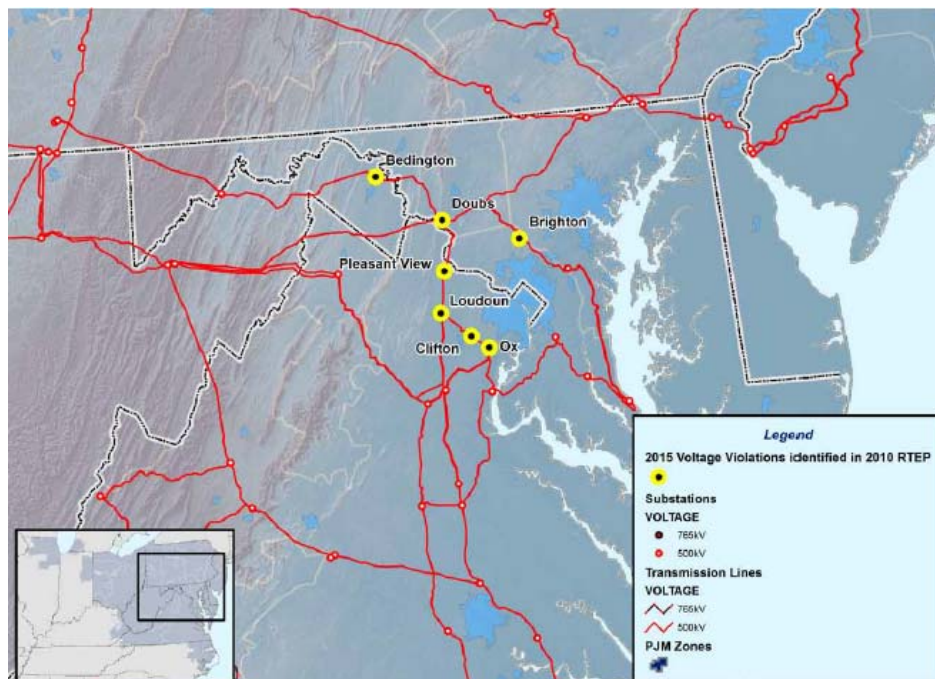 Bedington
Doubs
Brighton
Pleasant View
Loudoun
Clifton
Ox
Legend
2015 Voltage Violations identified in 2010 RTEP
Substations
VOLTAGE
765kV
500kV
Transmission Lines
VOLTAGE
765kV
500kV
PJM Zones